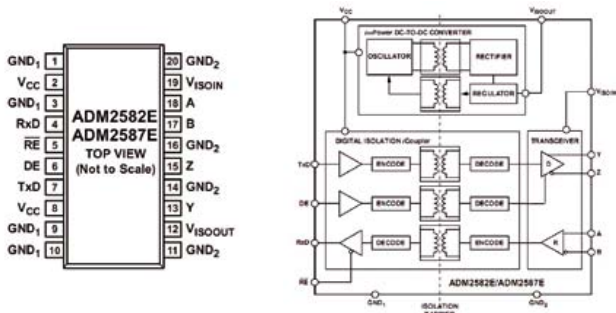 GND1 1
VCC 2
GND1 3
RxD 4
RE 5
DE 6
TxD 7
VCC 8
GND1 9
GND1 10
ADM2582E
ADM2587E
TOP VIEW
(Not to Scale)
20 GND2
19 VISOIN
18 A
17 B
16 GND2
15 Z
14 GND2
13 Y
12 VISOOUT
11 GND2
VCC
VISOOUT
isoPower DC-TO-DC CONVERTER
OSCILLATOR
RECTIFIER
REGULATOR
VISOIN
DIGITAL ISOLATION iCoupler
TRANSCEIVER
TxD
ENCODE
DECODE
D
Y
Z
DE
ENCODE
DECODE
RxD
DECODE
ENCODE
R
A
B
RE
ADM2582E/ADM2587E
GND1
GND2
ISOLATION
BARRIER